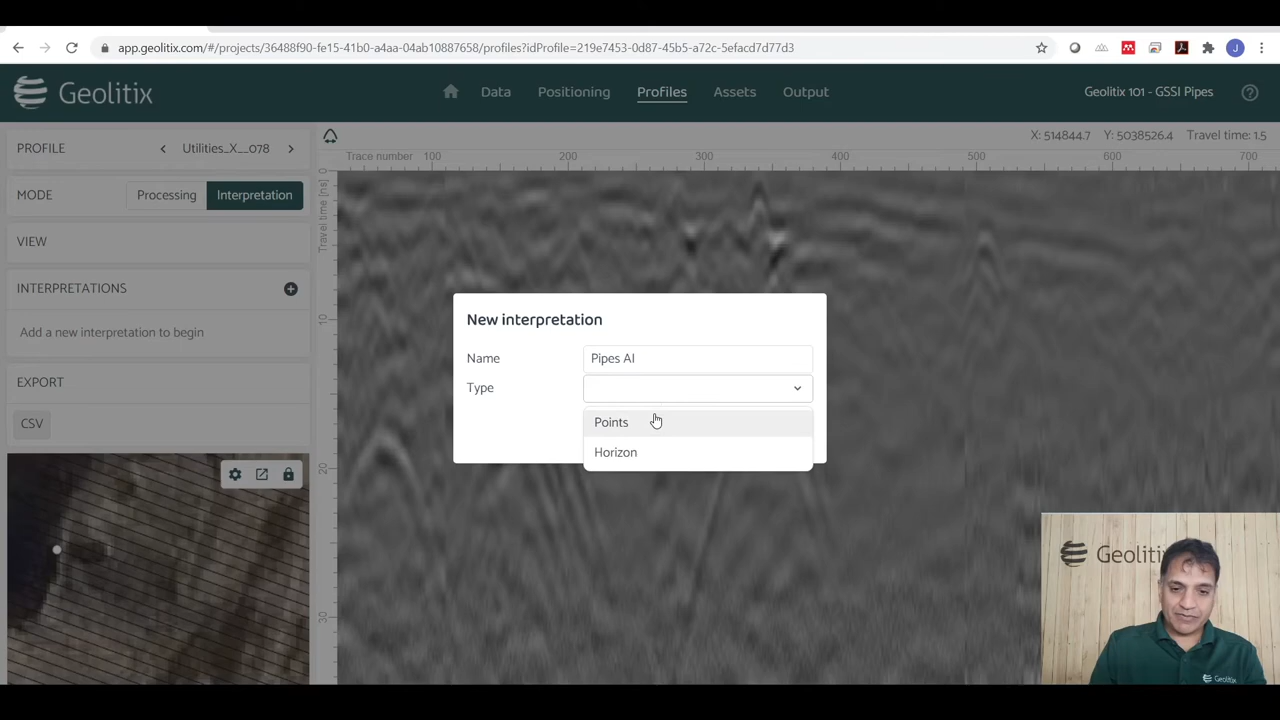 app.geolitix.com/#/projects/36488f90-fe15-41b0-a4aa-04ab10887658/profiles?idProfile=219e7453-0d87-45b5-a72c-5efacd7d77d3
J
Geolitix
Data
Positioning
Profiles
Assets
Output
Geolitix 101 - GSSI Pipes
X: 514844.7 Y: 5038526.4 Travel time: 1.5
PROFILE
Utilities_X__078
MODE
Processing
Interpretation
VIEW
INTERPRETATIONS
Add a new interpretation to begin
EXPORT
CSV
Trace number 100 200 300 400 500 600 700
Travel time [ns]
0
10
20
30
New interpretation
Name
Pipes AI
Type
Points
Horizon
Geolitix
Geolitix